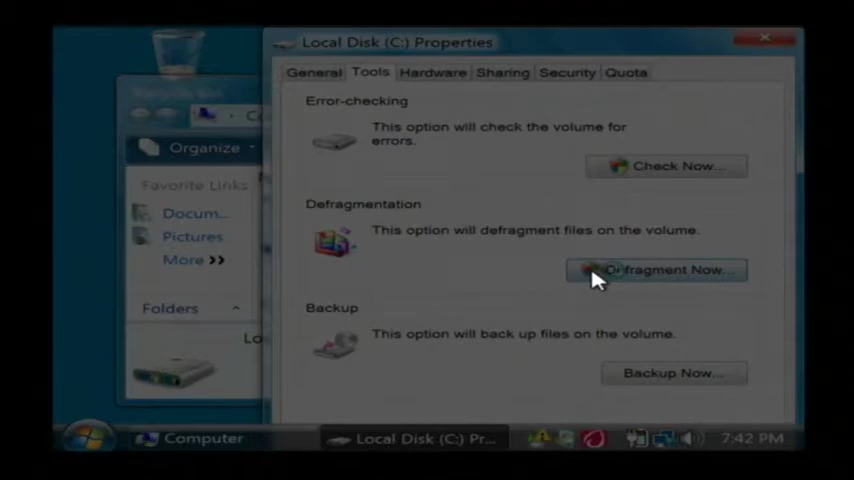 Local Disk (C:) Properties
General Tools Hardware Sharing Security Quota
Error-checking
This option will check the volume for
errors.
Check Now...
Organize
Favorite Links
Docum...
Pictures
More
Folders
Defragmentation
This option will defragment files on the volume.
Defragment Now...
Backup
This option will back up files on the volume.
Backup Now...
Computer
Local Disk (C:) Pr...
7:42 PM